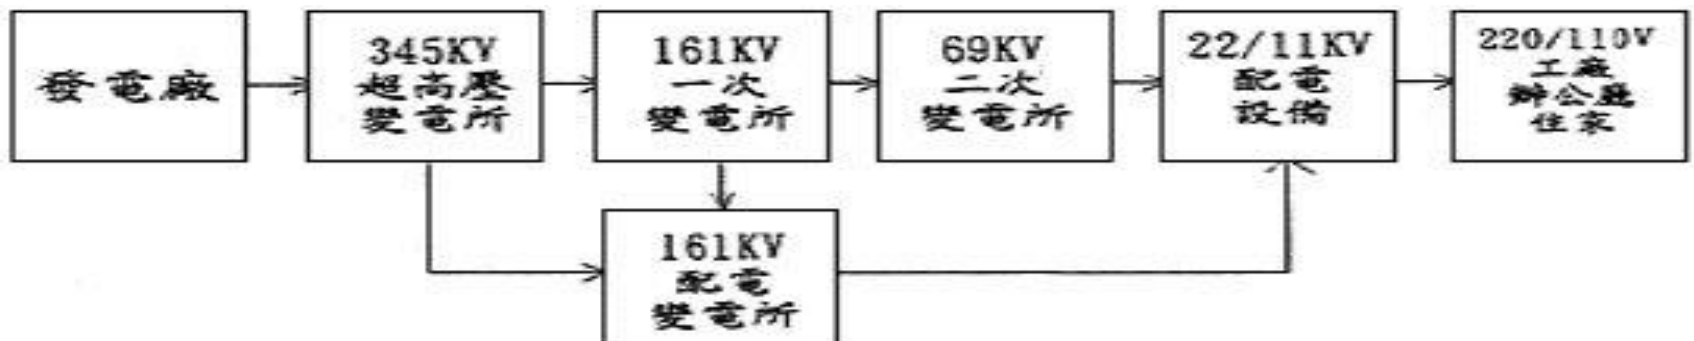 發電廠
345KV
超高壓
變電所
161KV
一次
變電所
69KV
二次
變電所
22/11KV
配電
設備
220/110V
工廠
辦公廳
住家
161KV
配電
變電所